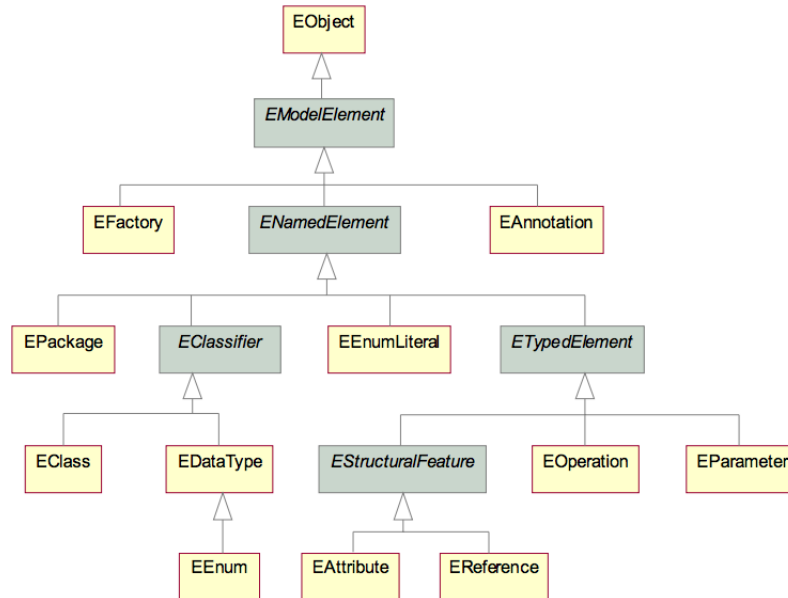 EObject
EModelElement
EFactory
ENamedElement
EAnnotation
EPackage
EClassifier
EEnumLiteral
ETypedElement
EClass
EDataType
EStructuralFeature
EOperation
EParameter
EEnum
EAttribute
EReference